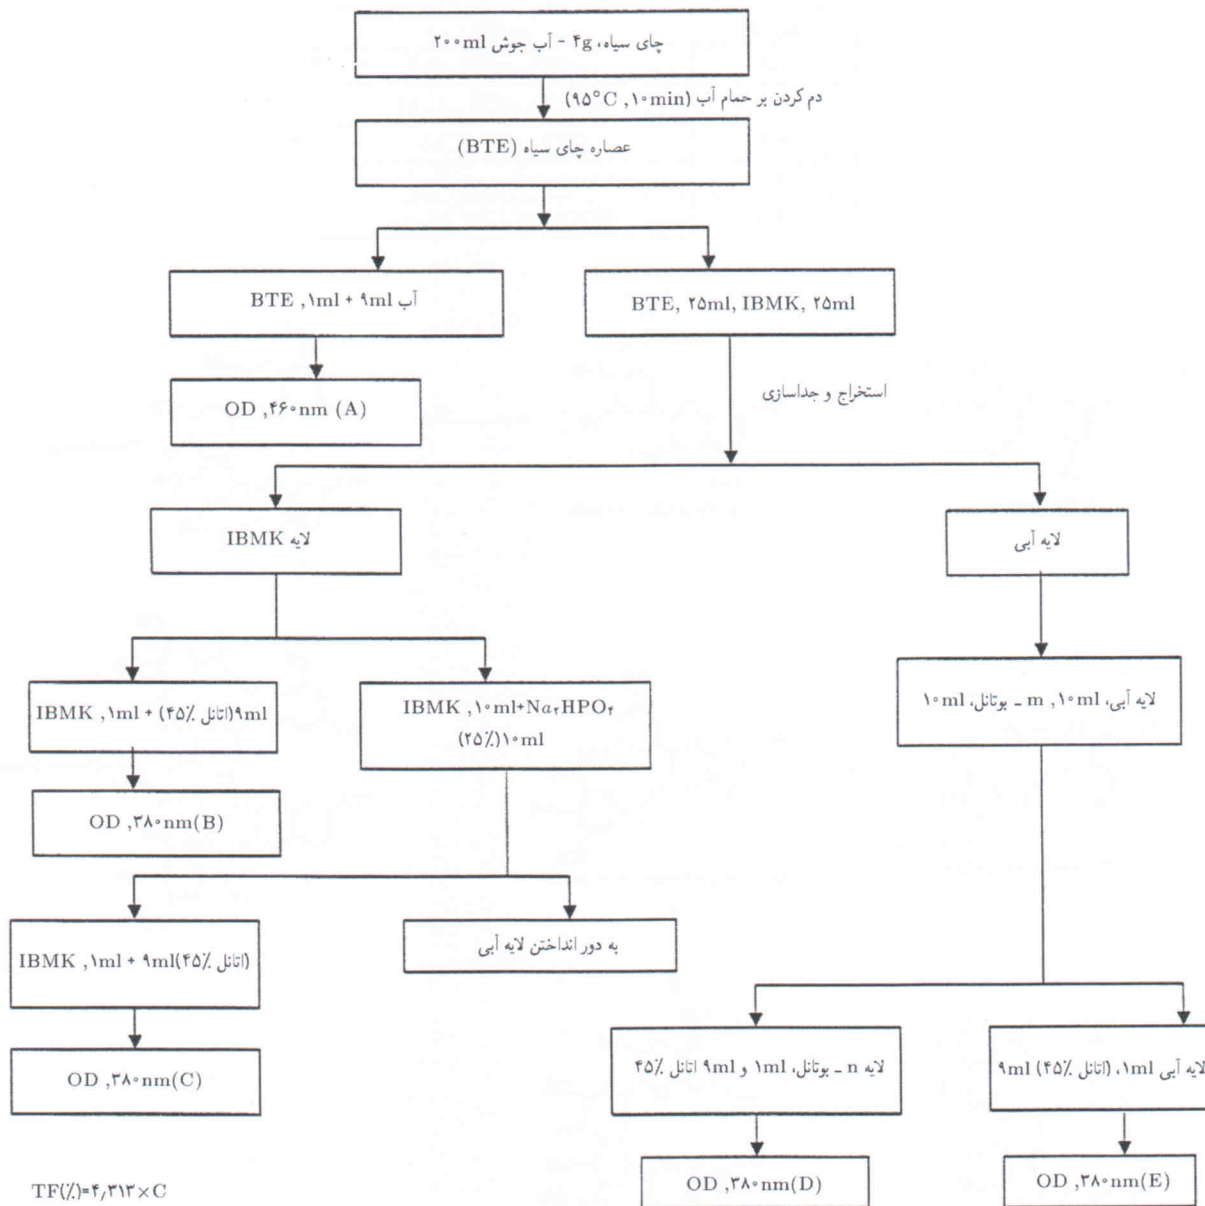 چای سیاه، ۴g - آب جوش ۲۰۰ml
دم کردن بر حمام آب (۹۵°C ,۱۰min)
عصاره چای سیاه (BTE)
BTE ,۱ml + ۹ml آب
BTE, ۲۵ml, IBMK, ۲۵ml
OD ,۴۶۰nm (A)
استخراج و جداسازی
لایه IBMK
لایه آبی
IBMK ,۱ml + (۴۵٪ اتانل)۹ml
IBMK ,۱۰ml+Na۲HPO۴
(۲۵٪)۱۰ml
لایه آبی، ۱۰ml, m ـ بوتانل، ۱۰ml
OD ,۳۸۰nm(B)
IBMK ,۱ml + ۹ml(۴۵٪ اتانل)
به دور انداختن لایه آبی
OD ,۳۸۰nm(C)
لایه n ـ بوتانل، ۱ml و ۹ml اتانل ۴۵٪
لایه آبی ۱ml، (اتانل ۴۵٪) ۹ml
OD ,۳۸۰nm(D)
OD ,۳۸۰nm(E)
TF(٪)=۴٫۳۱۳×C